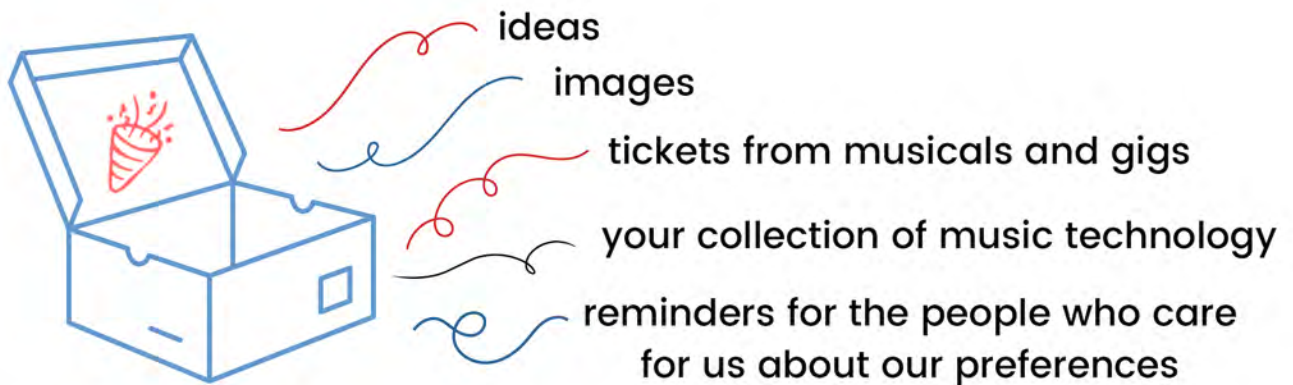 ideas
images
tickets from musicals and gigs
your collection of music technology
reminders for the people who care
for us about our preferences